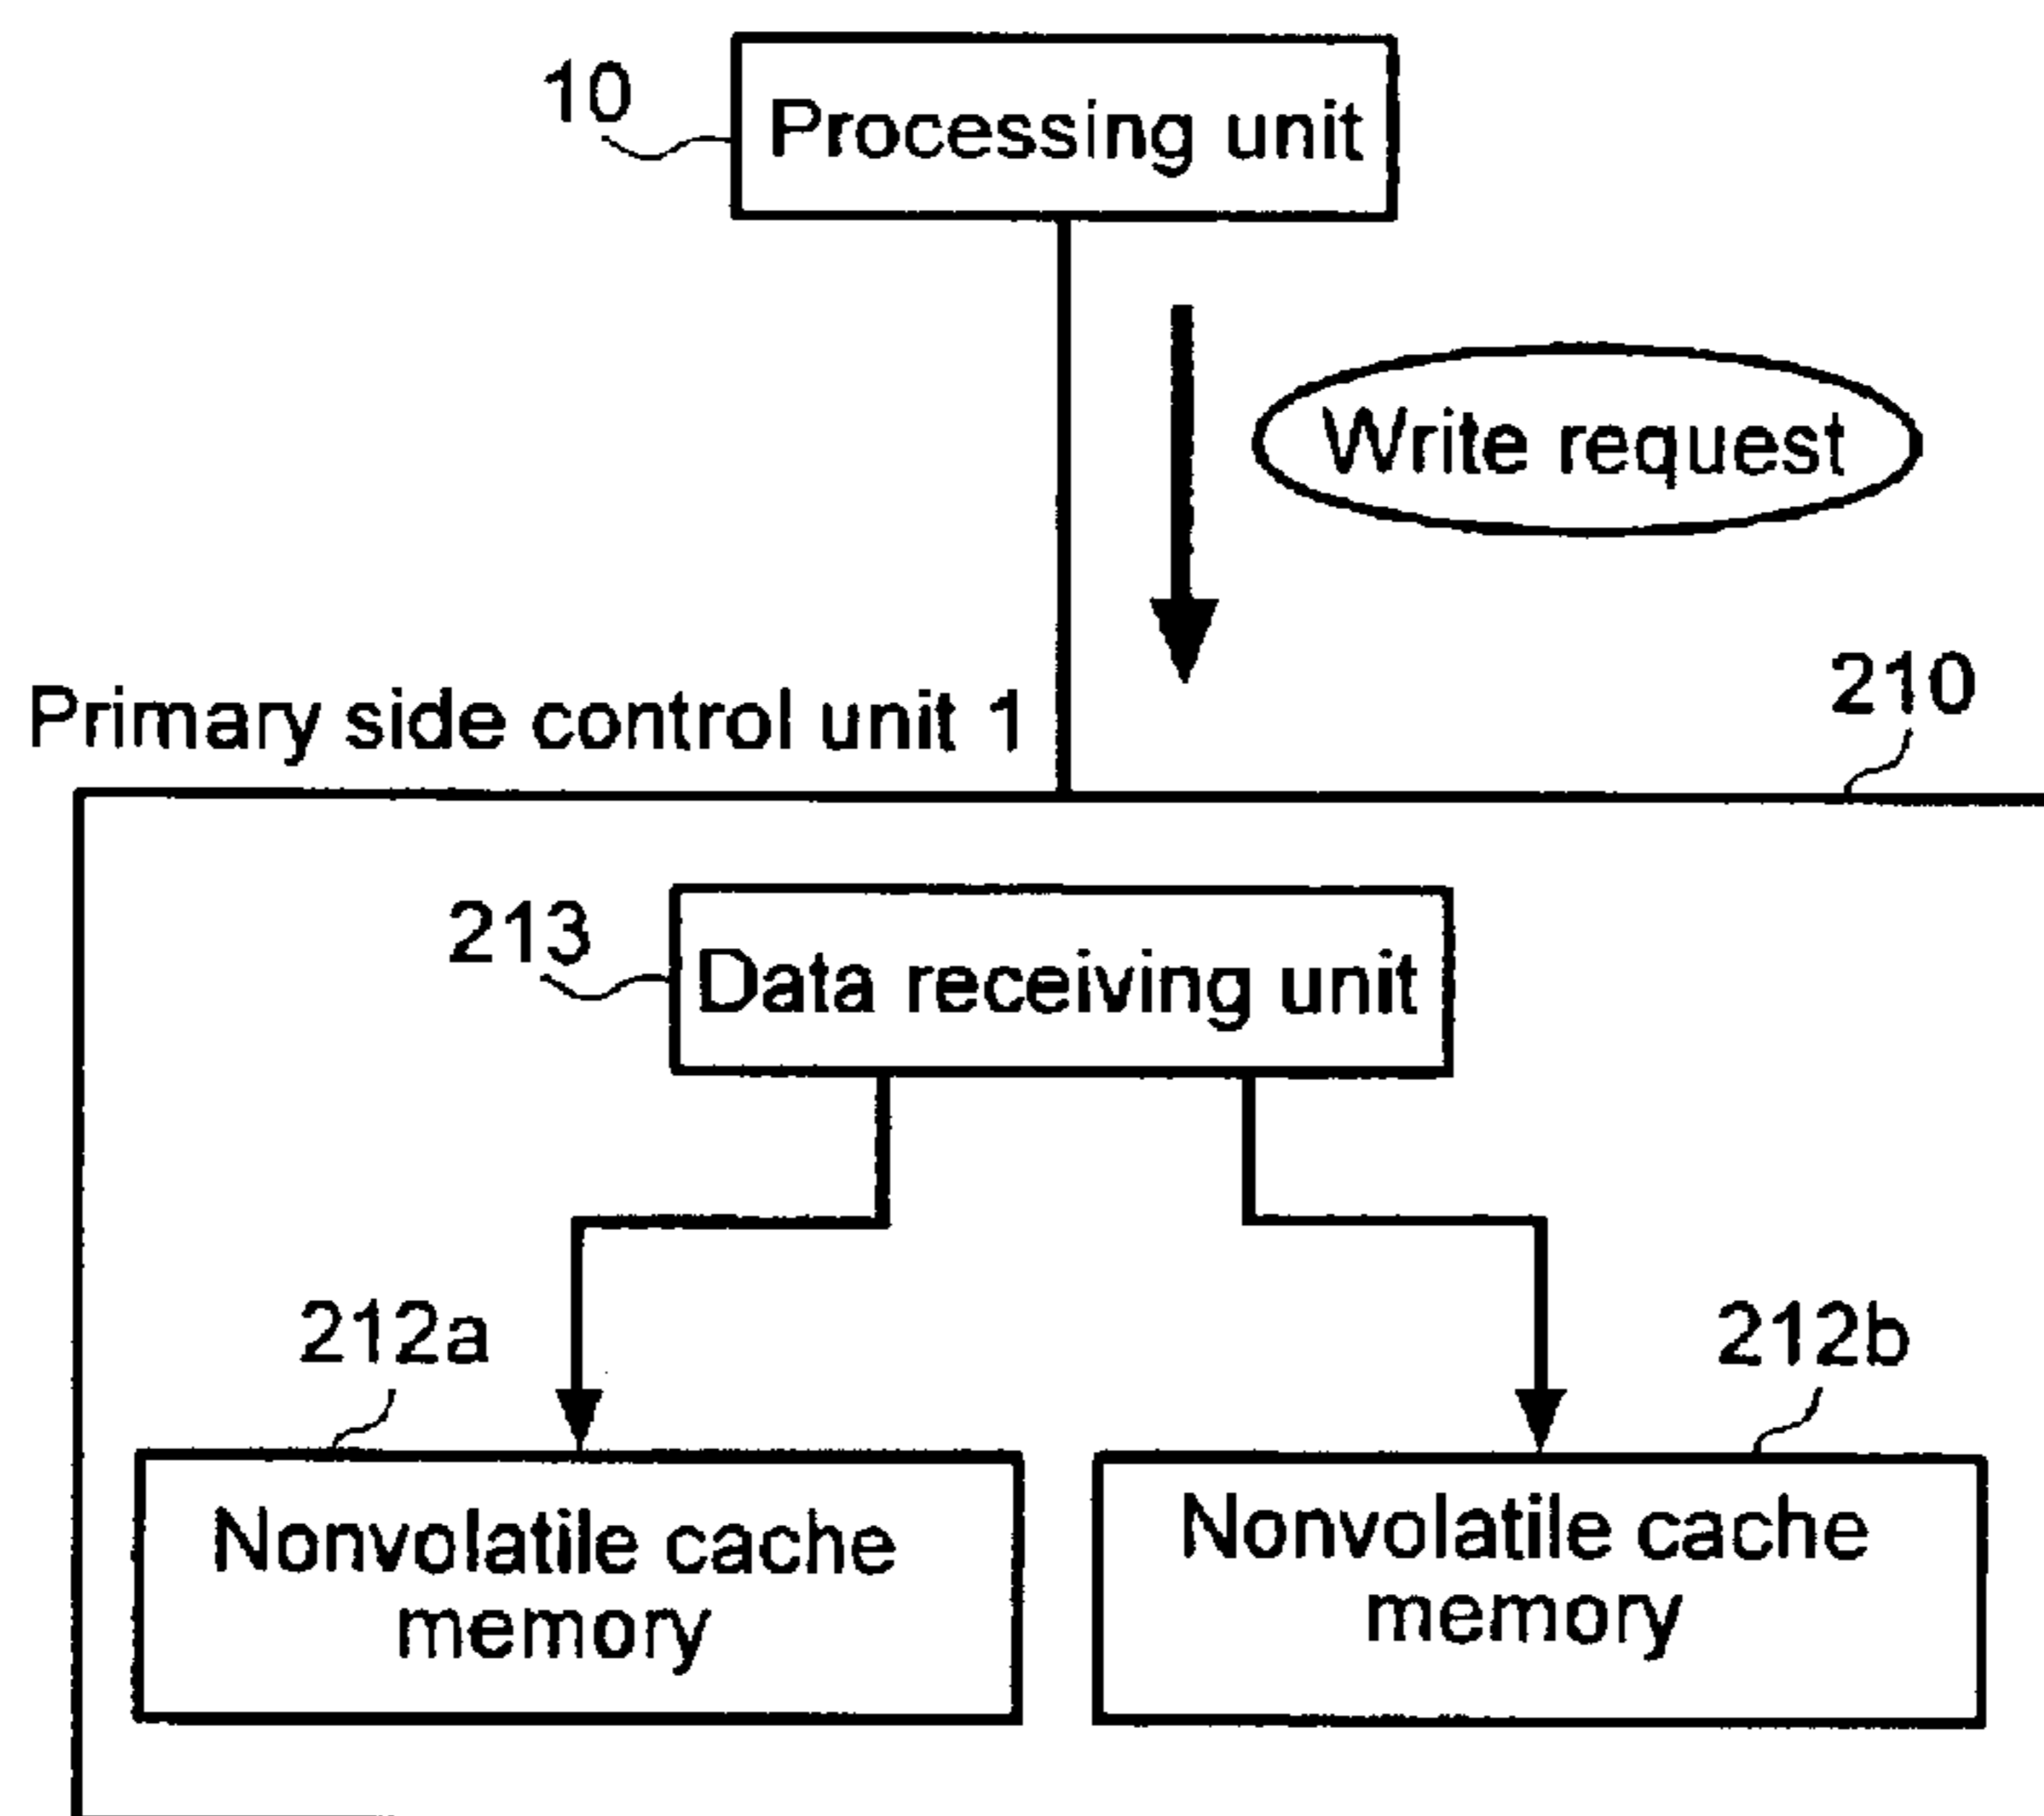 10
Processing unit
Write request
Primary side control unit 1
210
213
Data receiving unit
212a
212b
Nonvolatile cache
memory
Nonvolatile cache
memory